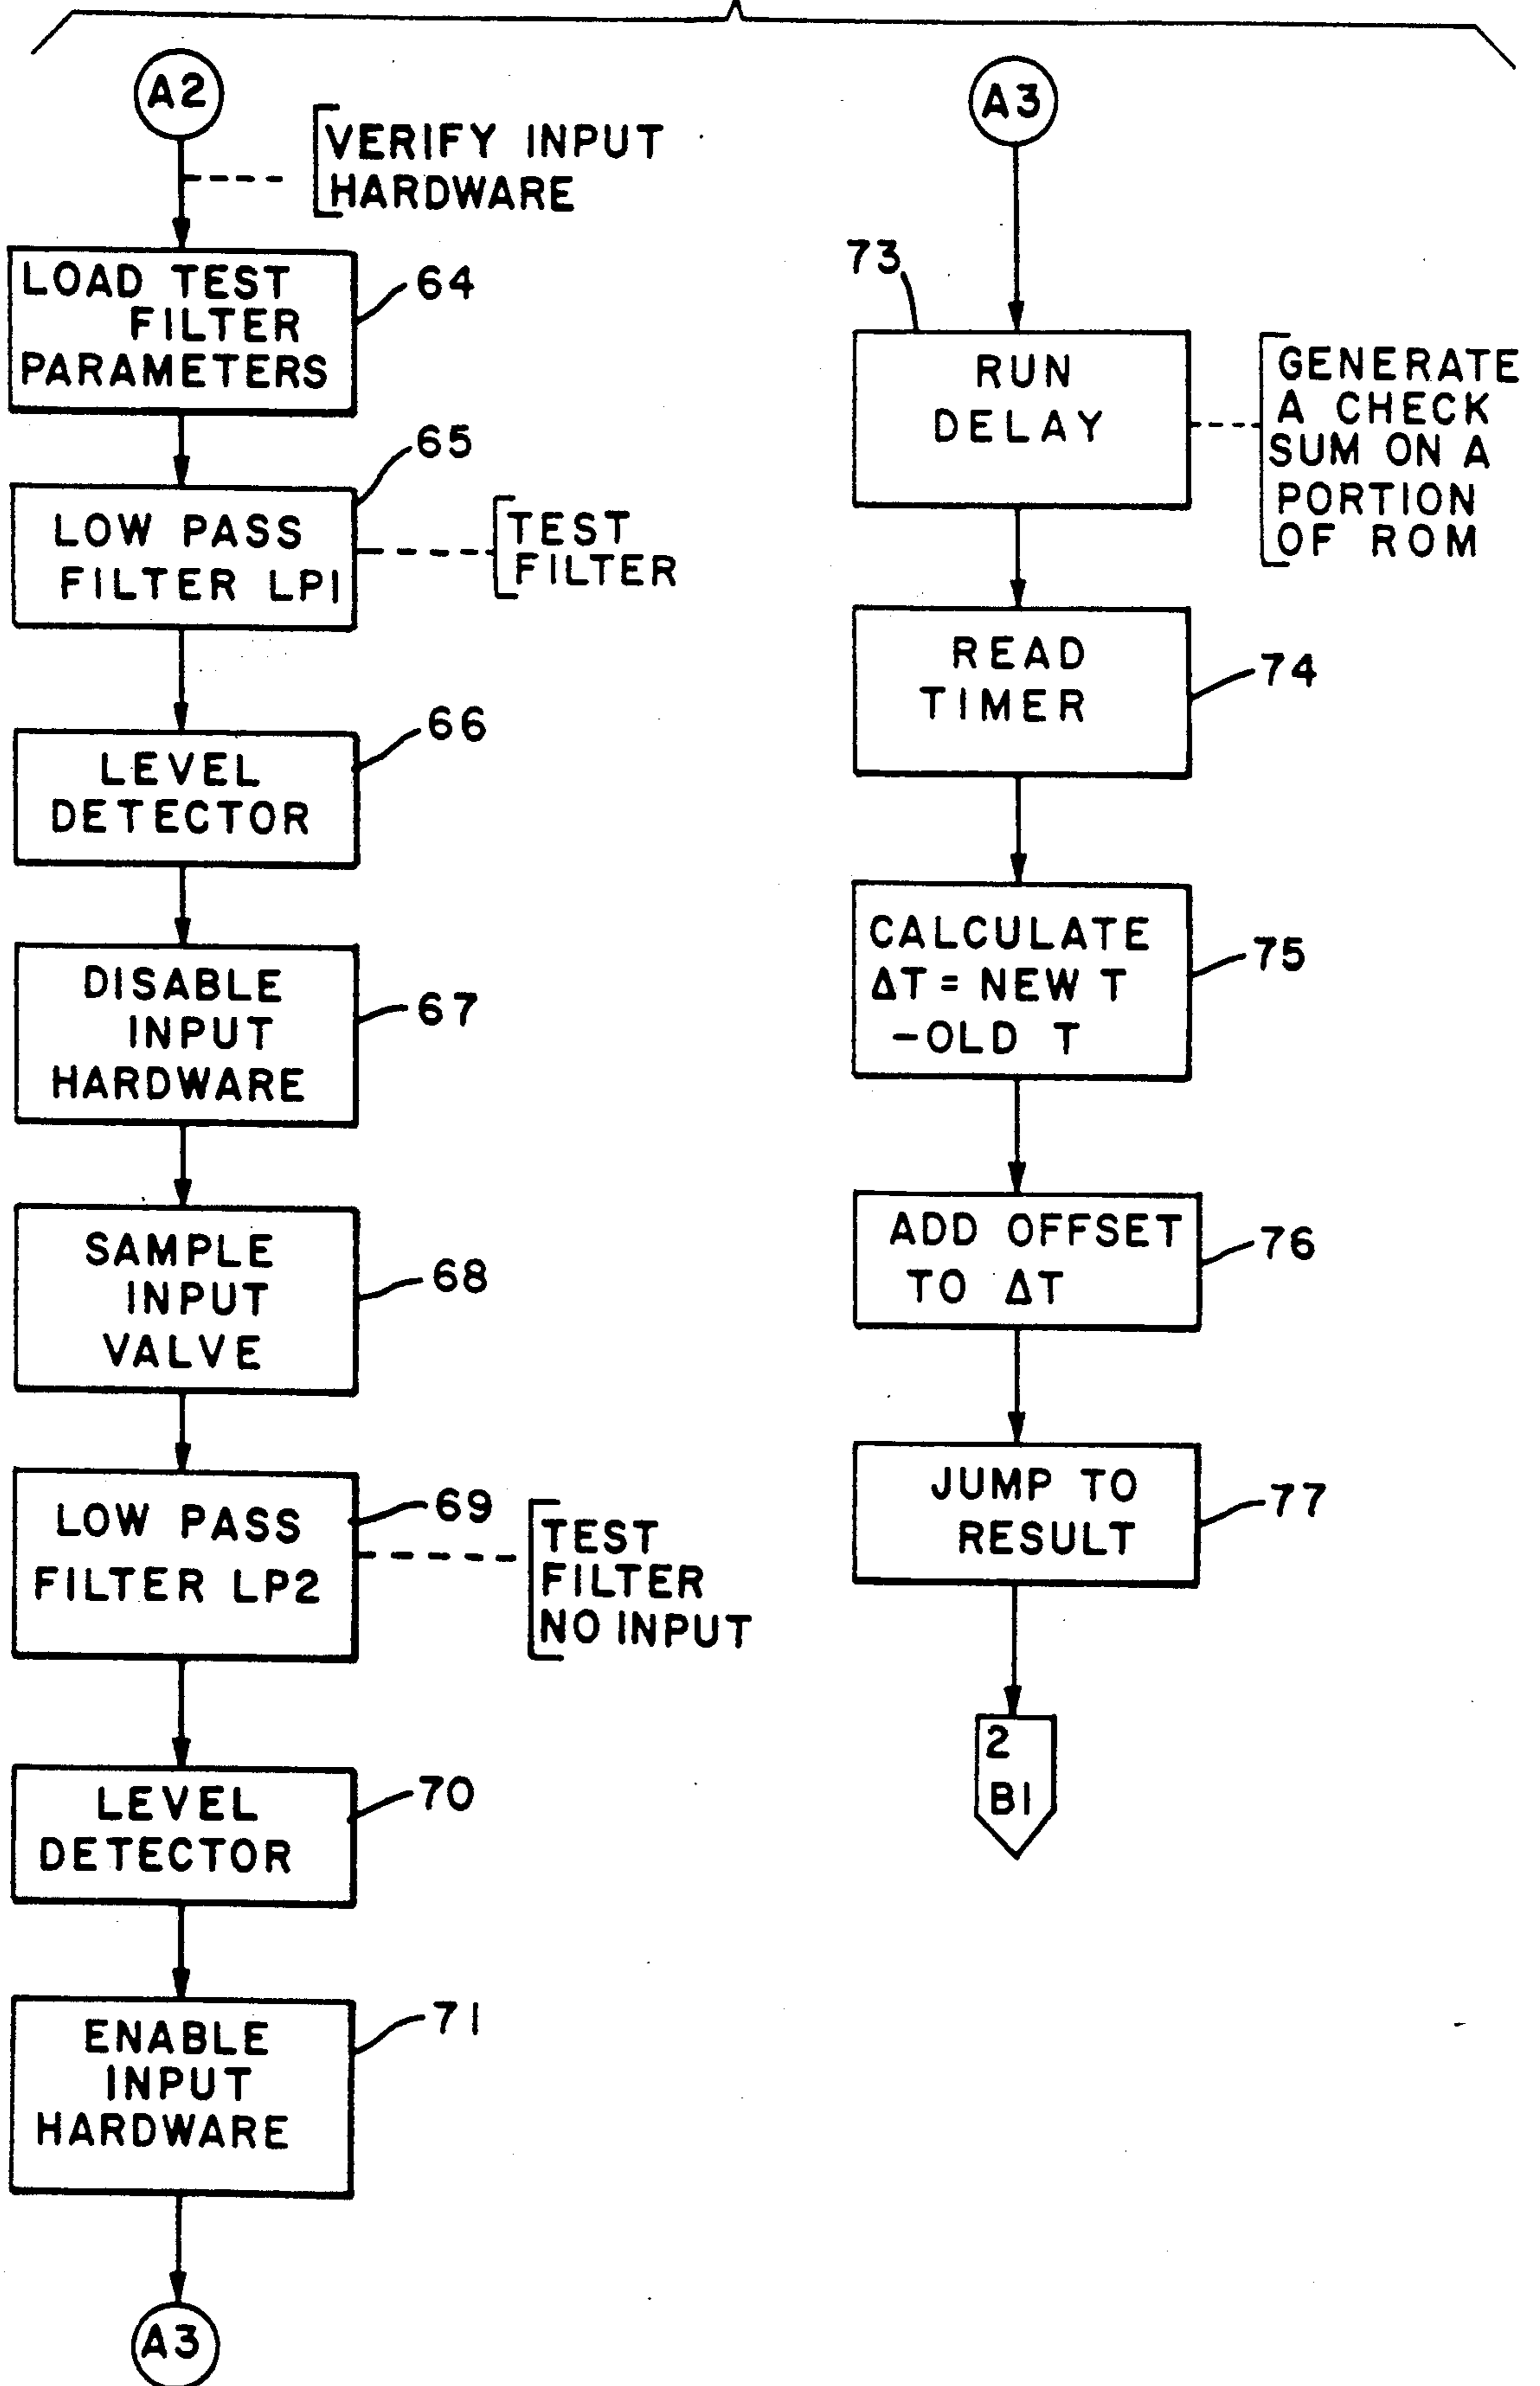 A2
VERIFY INPUT
HARDWARE
LOAD TEST
FILTER
PARAMETERS
64
LOW PASS
FILTER LP1
65
TEST
FILTER
LEVEL
DETECTOR
66
DISABLE
INPUT
HARDWARE
67
SAMPLE
INPUT
VALVE
68
LOW PASS
FILTER LP2
69
TEST
FILTER
NO INPUT
LEVEL
DETECTOR
70
ENABLE
INPUT
HARDWARE
71
A3
A3
73
RUN
DELAY
GENERATE
A CHECK
SUM ON A
PORTION
OF ROM
READ
TIMER
74
CALCULATE
ΔT = NEW T
-OLD T
75
ADD OFFSET
TO ΔT
76
JUMP TO
RESULT
77
2
B1